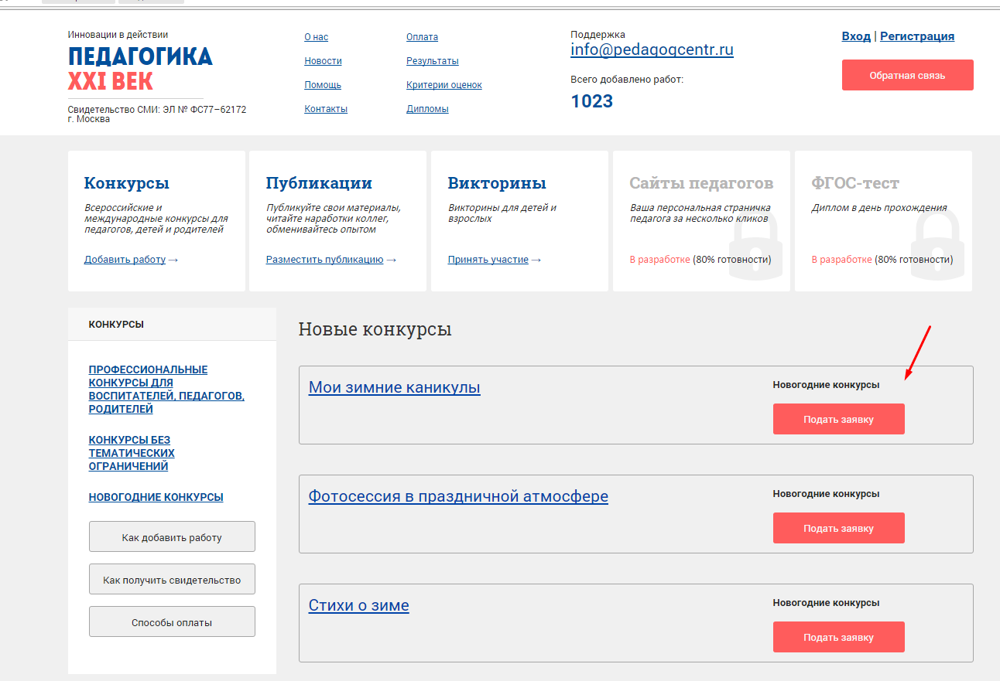 Инновации в действии
ПЕДАГОГИКА
XXI ВЕК
Свидетельство СМИ: ЭЛ № ФС77–62172
г. Москва
О нас
Новости
Помощь
Контакты
Оплата
Результаты
Критерии оценок
Дипломы
Поддержка
info@pedagogcentr.ru
Всего добавлено работ:
1023
Вход | Регистрация
Обратная связь
Конкурсы
Всероссийские и
международные конкурсы для
педагогов, детей и родителей
Добавить работу →
Публикации
Публикуйте свои материалы,
читайте наработки коллег,
обменивайтесь опытом
Разместить публикацию →
Викторины
Викторины для детей и
взрослых
Принять участие →
Сайты педагогов
Ваша персональная страничка
педагога за несколько кликов
В разработке (80% готовности)
ФГОС-тест
Диплом в день прохождения
В разработке (80% готовности)
КОНКУРСЫ
ПРОФЕССИОНАЛЬНЫЕ
КОНКУРСЫ ДЛЯ
ВОСПИТАТЕЛЕЙ, ПЕДАГОГОВ,
РОДИТЕЛЕЙ
КОНКУРСЫ БЕЗ
ТЕМАТИЧЕСКИХ
ОГРАНИЧЕНИЙ
НОВОГОДНИЕ КОНКУРСЫ
Как добавить работу
Как получить свидетельство
Способы оплаты
Новые конкурсы
Мои зимние каникулы
Новогодние конкурсы
Подать заявку
Фотосессия в праздничной атмосфере
Новогодние конкурсы
Подать заявку
Стихи о зиме
Новогодние конкурсы
Подать заявку